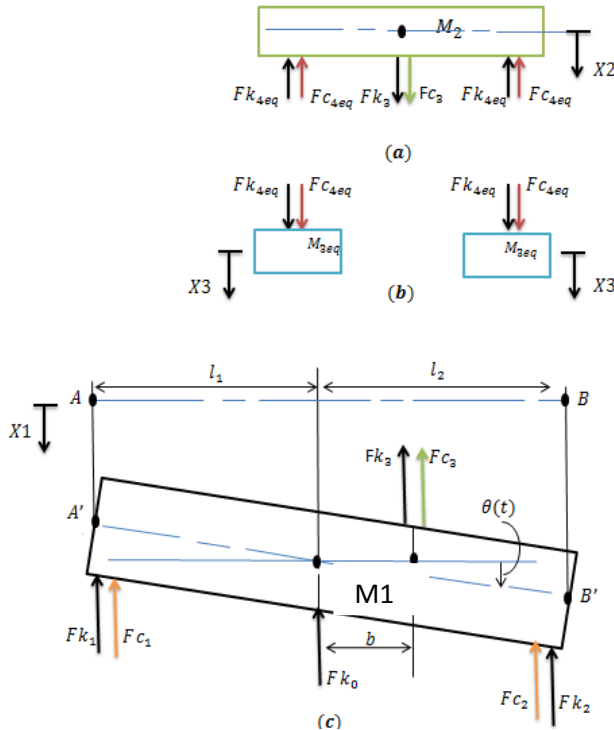 M₂
X2
Fk₄eq Fc₄eq Fk₃ Fc₃ Fk₄eq Fc₄eq
(a)
Fk₄eq Fc₄eq Fk₄eq Fc₄eq
M₃eq M₃eq
X3 (b) X3
l₁ l₂
A B
X1
Fk₃ Fc₃
θ(t)
A'
M1 B'
b
Fk₁ Fc₁ Fk₀ Fc₂ Fk₂
(c)